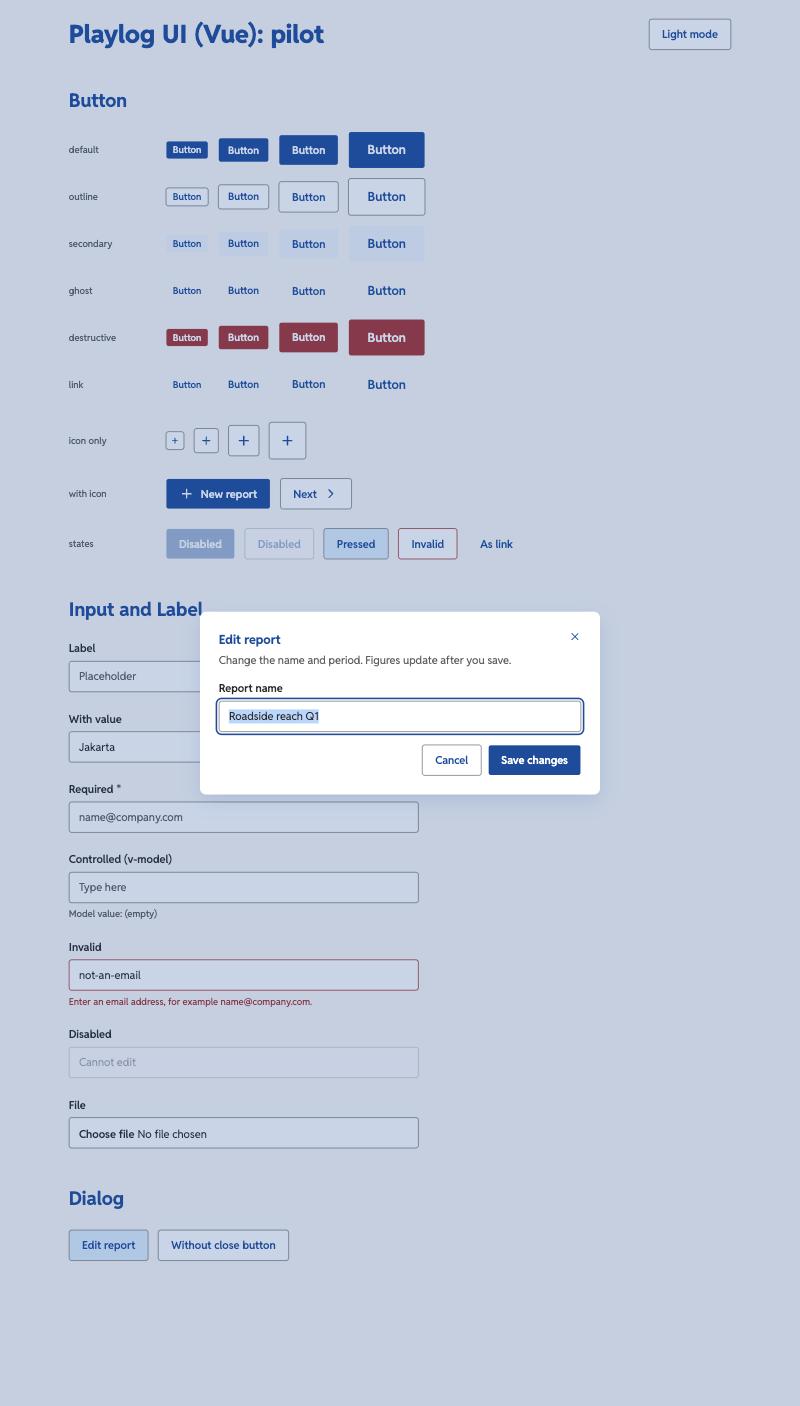 Playlog UI (Vue): pilot
Light mode
Button
default Button Button Button Button
outline Button Button Button Button
secondary Button Button Button Button
ghost Button Button Button Button
destructive Button Button Button Button
link Button Button Button Button
icon only + + + +
with icon + New report Next >
states Disabled Disabled Pressed Invalid As link
Input and Label
Label
Placeholder
With value
Jakarta
Required *
name@company.com
Controlled (v-model)
Type here
Model value: (empty)
Invalid
not-an-email
Enter an email address, for example name@company.com.
Disabled
Cannot edit
File
Choose file No file chosen
Dialog
Edit report Without close button
Edit report ×
Change the name and period. Figures update after you save.
Report name
Roadside reach Q1
Cancel Save changes